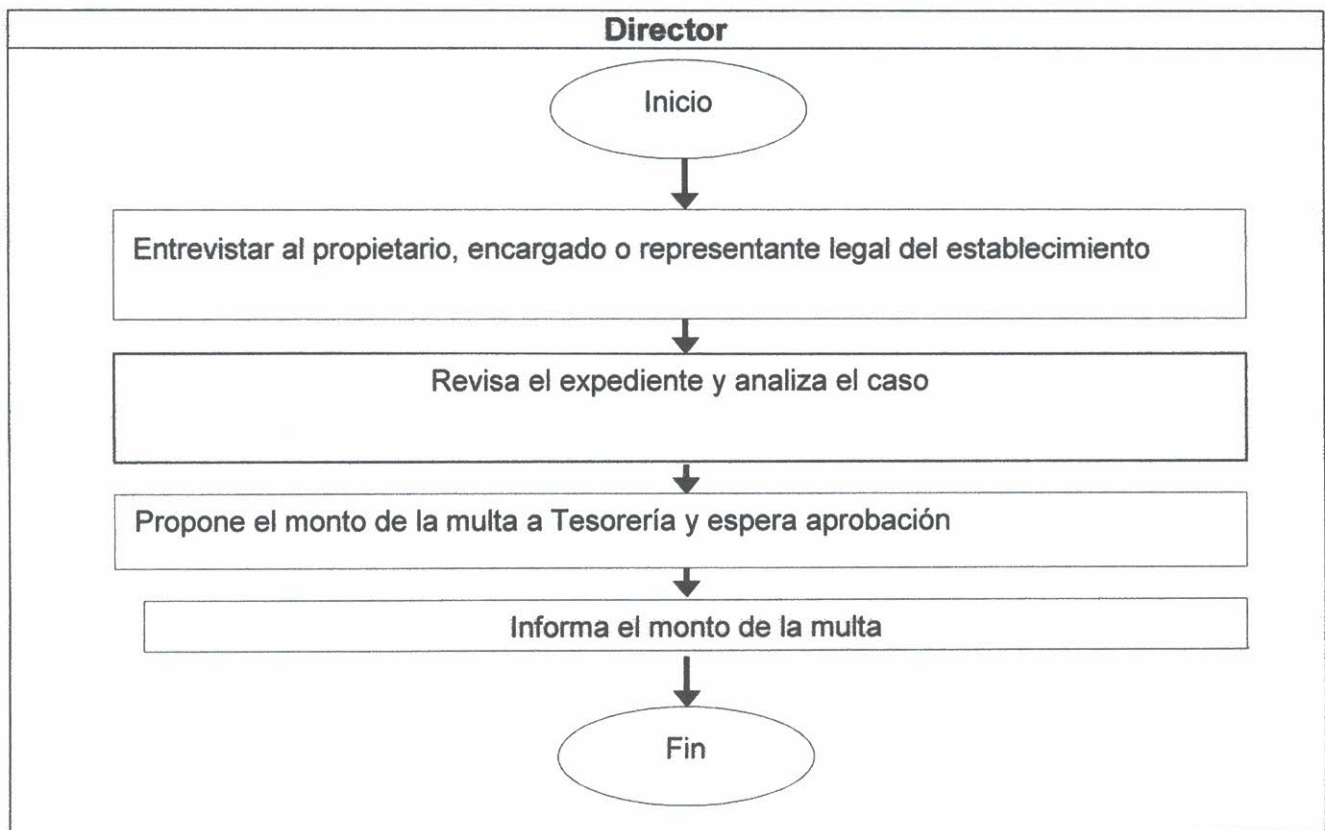 Director
Inicio
Entrevistar al propietario, encargado o representante legal del establecimiento
Revisa el expediente y analiza el caso
Propone el monto de la multa a Tesorería y espera aprobación
Informa el monto de la multa
Fin